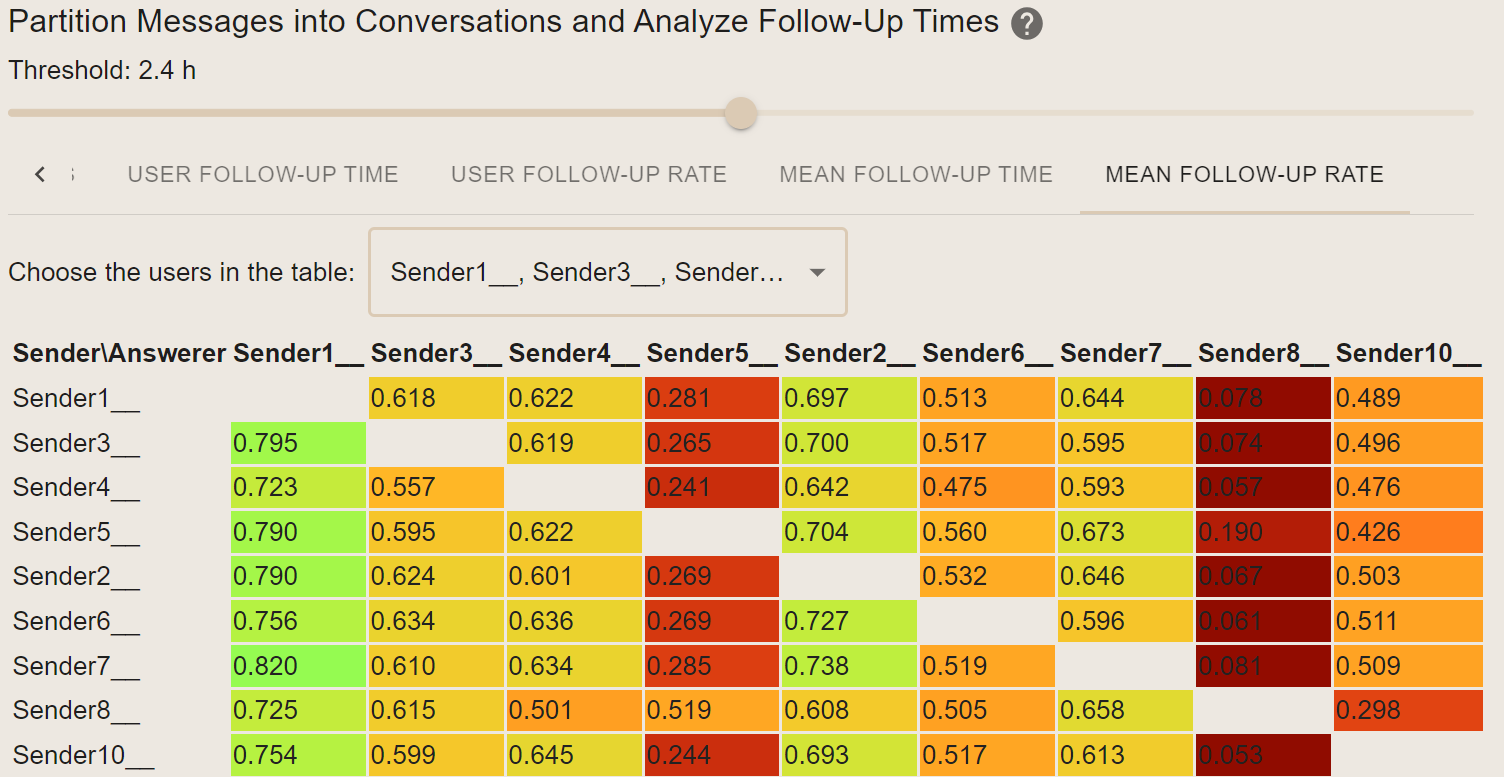 Partition Messages into Conversations and Analyze Follow-Up Times ?
Threshold: 2.4 h
USER FOLLOW-UP TIME USER FOLLOW-UP RATE MEAN FOLLOW-UP TIME MEAN FOLLOW-UP RATE
Choose the users in the table: Sender1__, Sender3__, Sender...
Sender\Answerer Sender1__ Sender3__ Sender4__ Sender5__ Sender2__ Sender6__ Sender7__ Sender8__ Sender10__
Sender1__ 0.618 0.622 0.281 0.697 0.513 0.644 0.078 0.489
Sender3__ 0.795 0.619 0.265 0.700 0.517 0.595 0.074 0.496
Sender4__ 0.723 0.557 0.241 0.642 0.475 0.593 0.057 0.476
Sender5__ 0.790 0.595 0.622 0.704 0.560 0.673 0.190 0.426
Sender2__ 0.790 0.624 0.601 0.269 0.532 0.646 0.067 0.503
Sender6__ 0.756 0.634 0.636 0.269 0.727 0.596 0.061 0.511
Sender7__ 0.820 0.610 0.634 0.285 0.738 0.519 0.081 0.509
Sender8__ 0.725 0.615 0.501 0.519 0.608 0.505 0.658 0.298
Sender10__ 0.754 0.599 0.645 0.244 0.693 0.517 0.613 0.053